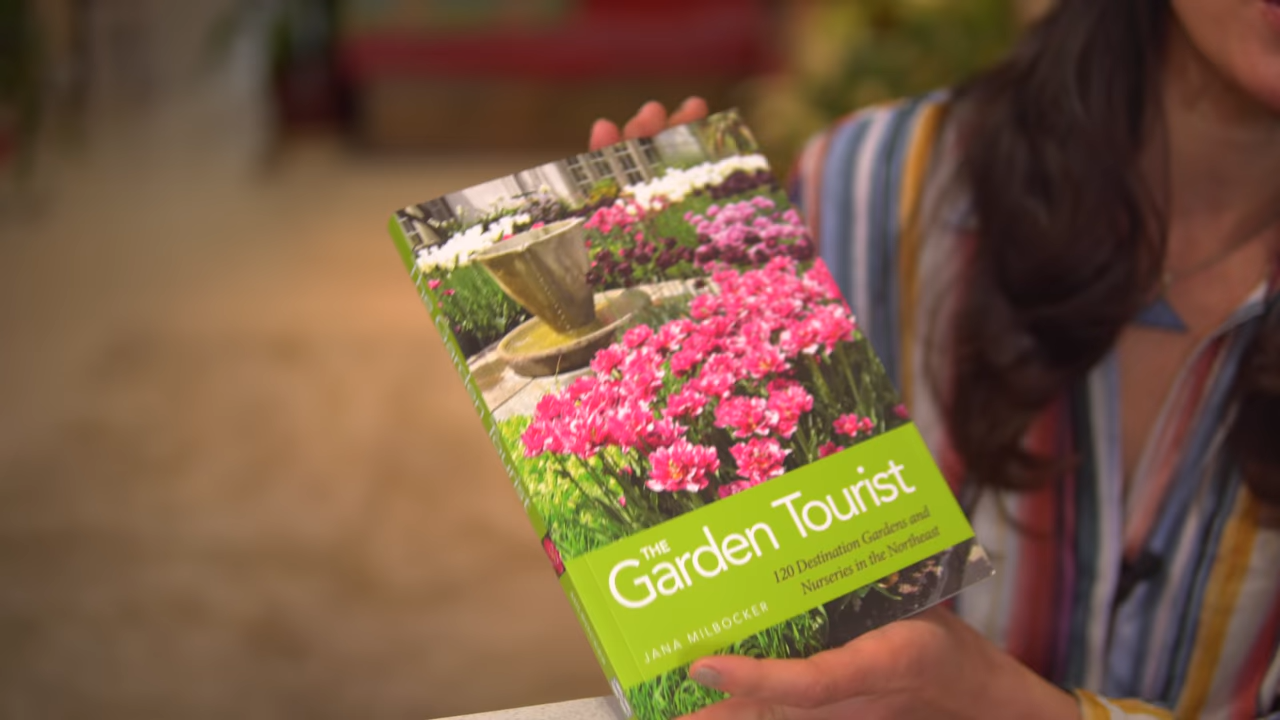 THE
Garden Tourist
120 Destination Gardens and
Nurseries in the Northeast
JANA MILBOCKER